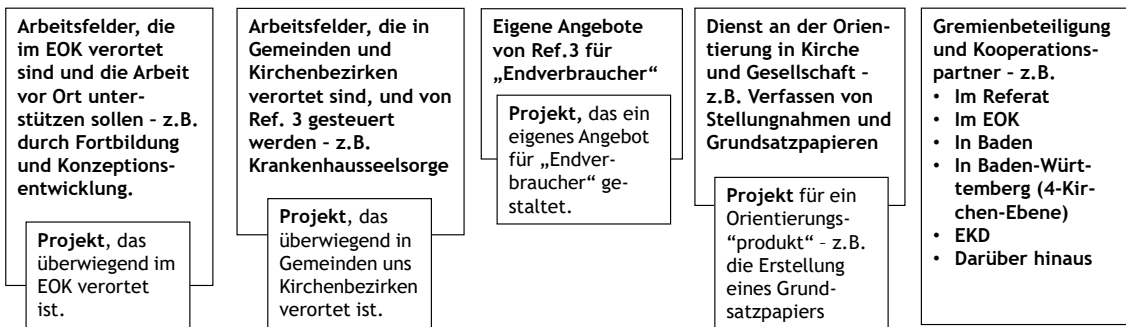 Arbeitsfelder, die
im EOK verortet
sind und die Arbeit
vor Ort unter-
stützen sollen – z.B.
durch Fortbildung
und Konzeptions-
entwicklung.
Projekt, das
überwiegend im
EOK verortet
ist.
Arbeitsfelder, die in
Gemeinden und
Kirchenbezirken
verortet sind, und von
Ref. 3 gesteuert
werden – z.B.
Krankenhausseelsorge
Projekt, das
überwiegend in
Gemeinden uns
Kirchenbezirken
verortet ist.
Eigene Angebote
von Ref.3 für
„Endverbraucher“
Projekt, das ein
eigenes Angebot
für „Endver-
braucher“ ge-
staltet.
Dienst an der Orien-
tierung in Kirche
und Gesellschaft –
z.B. Verfassen von
Stellungnahmen und
Grundsatzpapieren
Projekt für ein
Orientierungs-
“produkt“ – z.B.
die Erstellung
eines Grund-
satzpapiers
Gremienbeteiligung
und Kooperations-
partner – z.B.
• Im Referat
• Im EOK
• In Baden
• In Baden-Würt-
temberg (4-Kir-
chen-Ebene)
• EKD
• Darüber hinaus